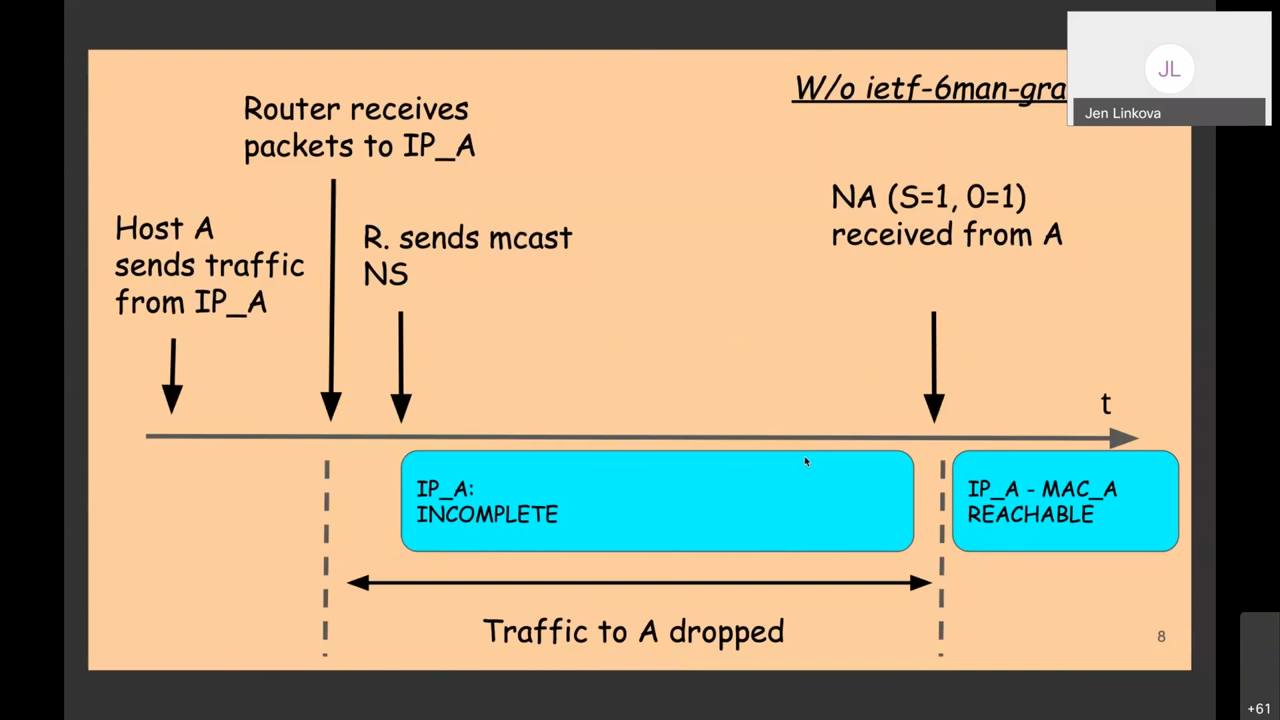 W/o ietf-6man-gra
JL
Jen Linkova
Router receives
packets to IP_A
Host A
sends traffic
from IP_A
R. sends mcast
NS
NA (S=1, O=1)
received from A
t
IP_A:
INCOMPLETE
IP_A - MAC_A
REACHABLE
Traffic to A dropped
8
+61